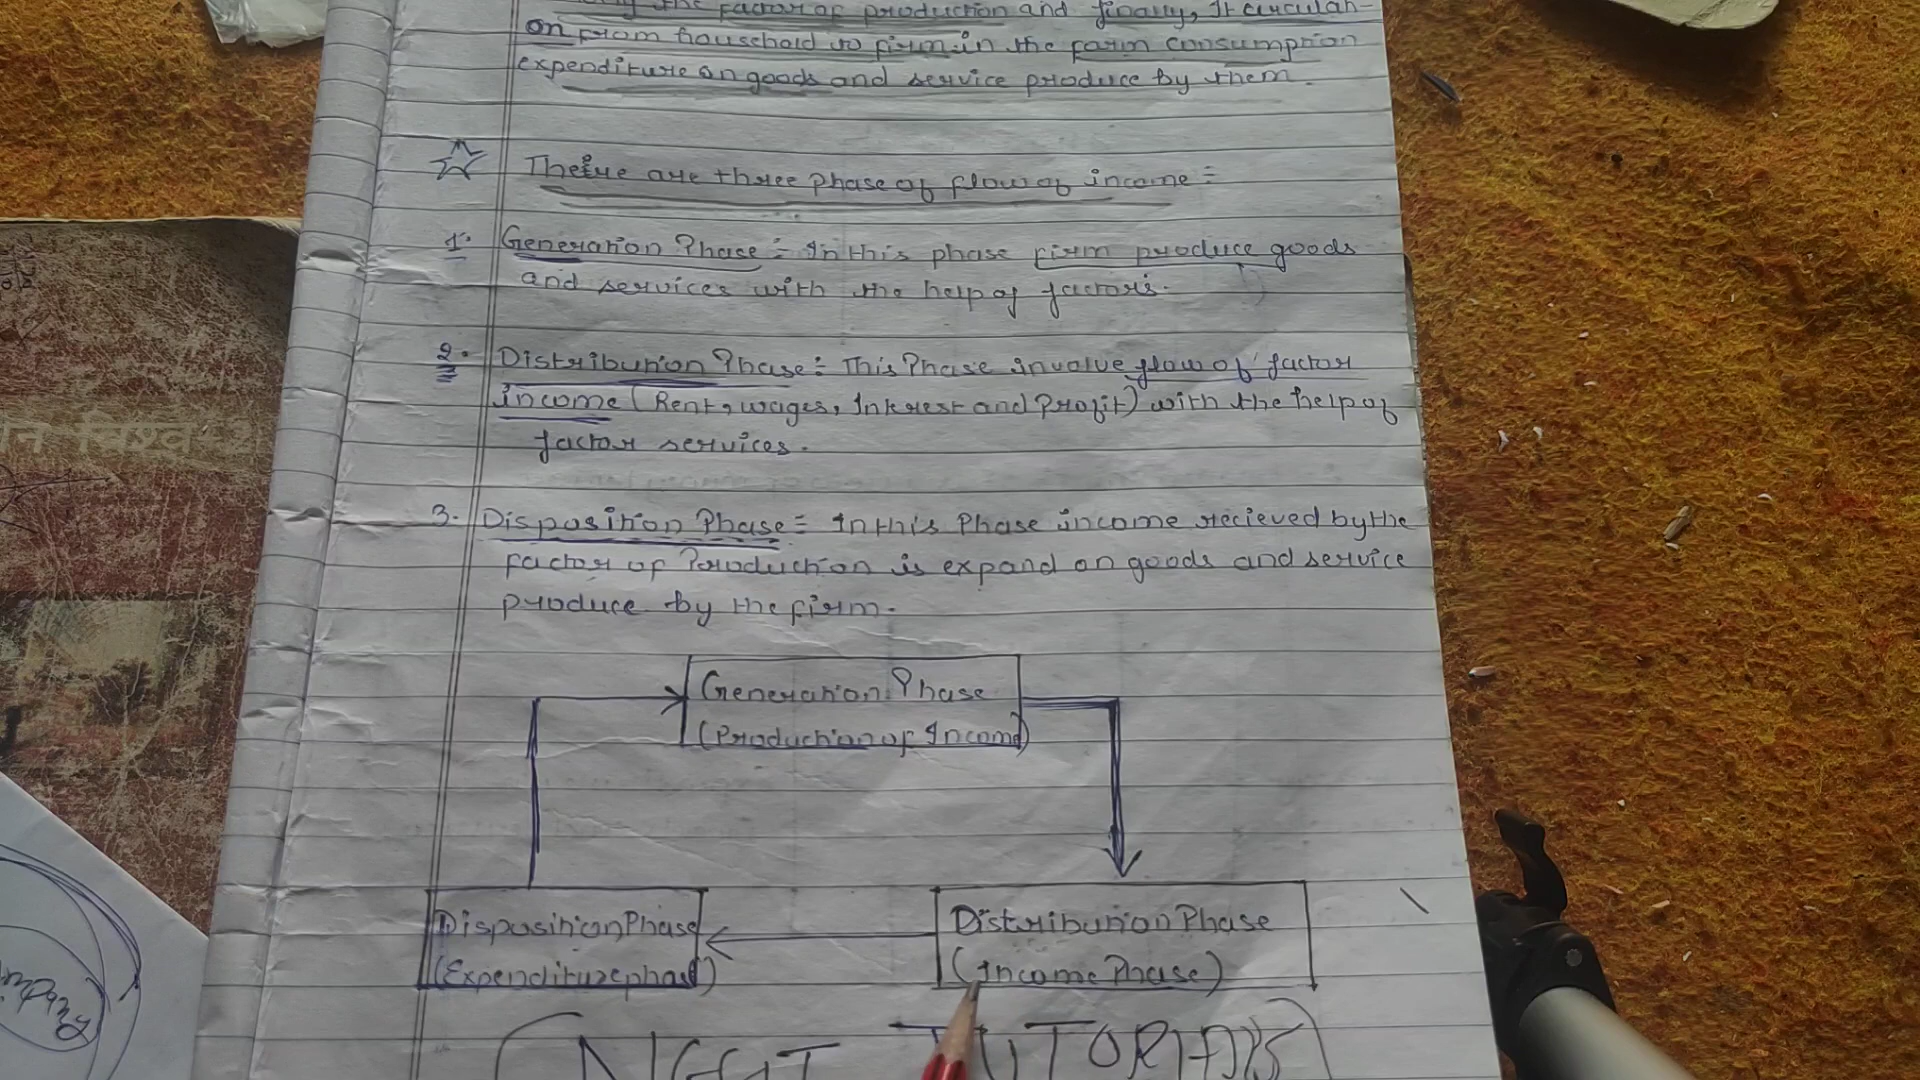 the factor of production and finally, It circulati-
on from household to firm in the farm consumption
expenditure on goods and service produce by them.
There are three phase of flow of income :-
1. Generation Phase :- In this phase firm produce goods
and services with the help of factors.
2. Distribution Phase :- This Phase involve flow of factor
income (Rent, wages, Interest and Profit) with the help of
factor services.
3. Disposition Phase :- In this Phase income recieved by the
factor of Production is expand on goods and service
produce by the firm.
Generation Phase
(Production of Income)
Disposition Phase
(Expenditure phase)
Distribution Phase
(Income Phase)
TUTORIALS